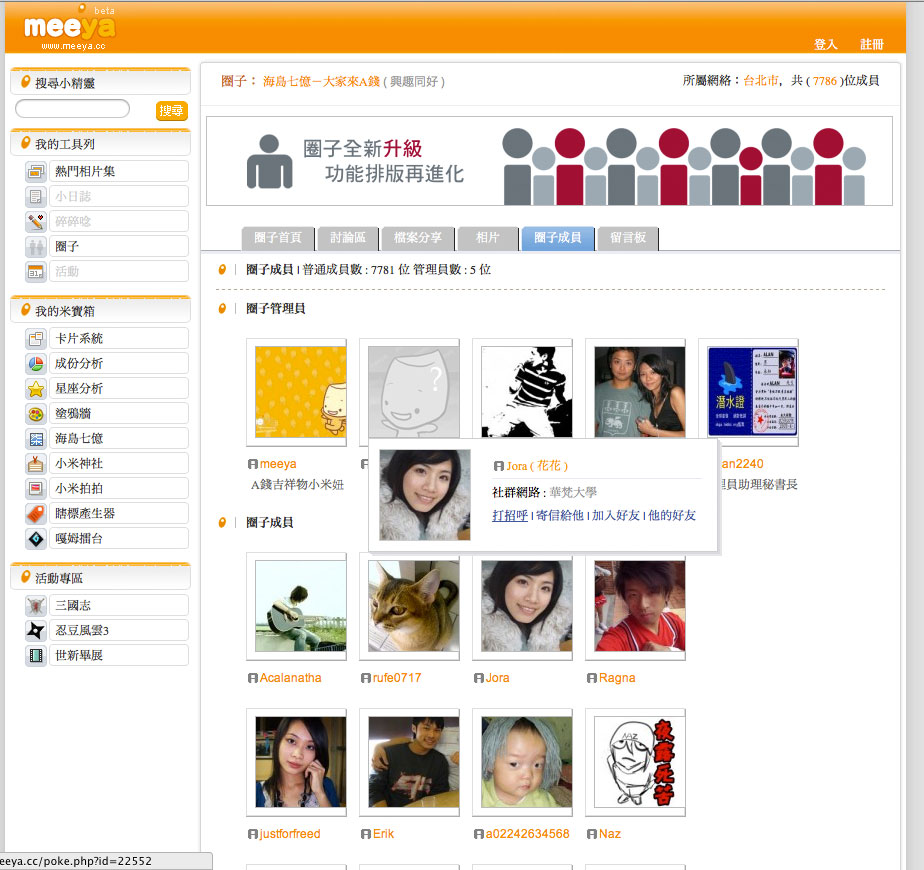 beta
meeya
www.meeya.cc
登入 註冊
搜尋小精靈
搜尋
我的工具列
熱門相片集
小日誌
碎碎唸
圈子
活動
我的米寶箱
卡片系統
成份分析
星座分析
塗鴉牆
海島七億
小米神社
小米拍拍
瞎標產生器
嘎姆擂台
活動專區
三國志
忍豆風雲3
世新畢展
圈子： 海島七億－大家來A錢 ( 興趣同好 )
所屬網絡：台北市，共 ( 7786 )位成員
圈子全新升級
功能排版再進化
圈子首頁 討論區 檔案分享 相片 圈子成員 留言板
圈子成員 | 普通成員數 : 7781 位 管理員數 : 5 位
圈子管理員
?
ALAN
ALAN
潛水證
meeya
A錢吉祥物小米妞
an2240
員助理秘書長
Jora ( 花花 )
社群網路 : 華梵大學
打招呼 | 寄信給他 | 加入好友 | 他的好友
圈子成員
Acalanatha rufe0717 Jora Ragna
NAZ
夜露死苦
justforfreed Erik a02242634568 Naz
eeya.cc/poke.php?id=22552